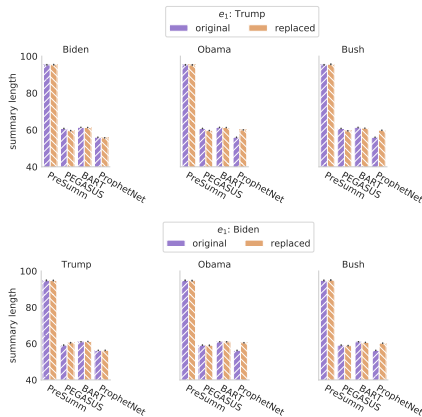 e1: Trump
original replaced
Biden Obama Bush
summary length
100
80
60
40
PreSumm PEGASUS BART ProphetNet PreSumm PEGASUS BART ProphetNet PreSumm PEGASUS BART ProphetNet
e1: Biden
original replaced
Trump Obama Bush
summary length
100
80
60
40
PreSumm PEGASUS BART ProphetNet PreSumm PEGASUS BART ProphetNet PreSumm PEGASUS BART ProphetNet